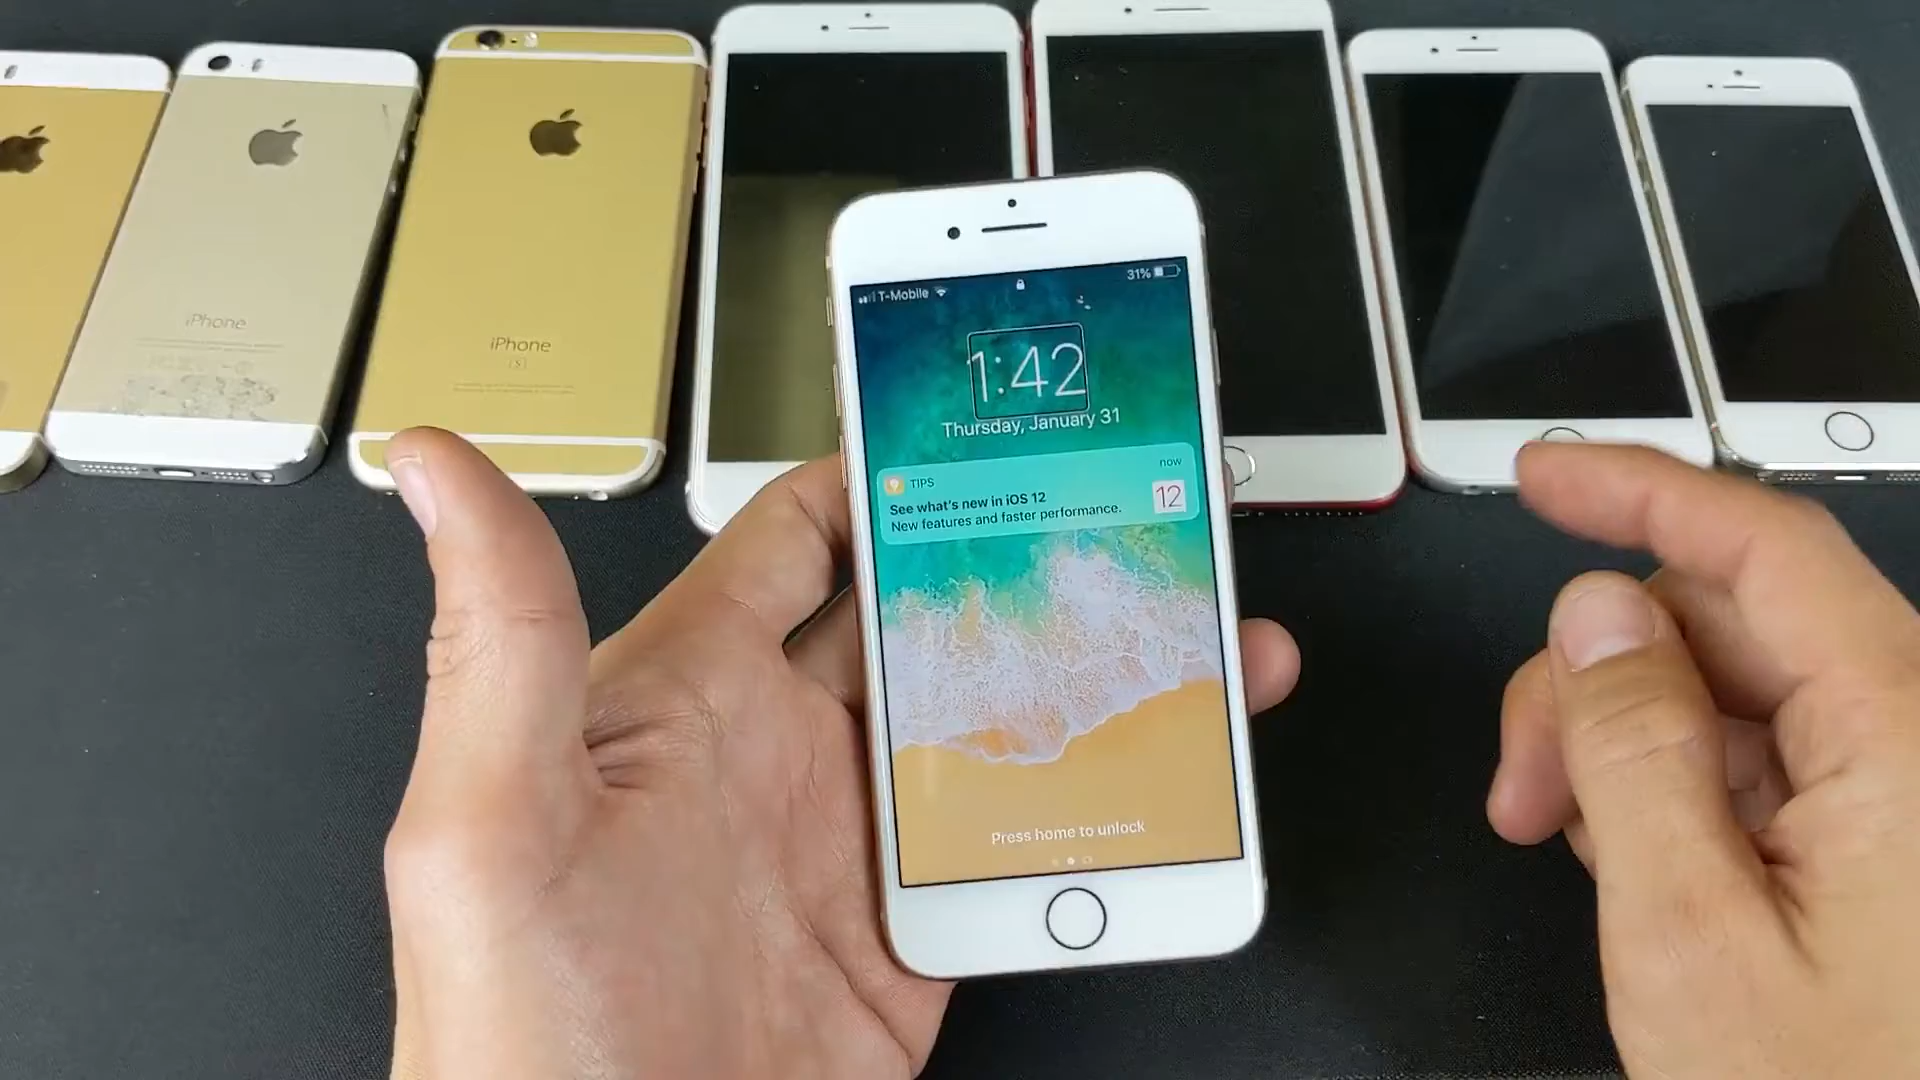 iPhone
iPhone
S
T-Mobile
31%
1:42
Thursday, January 31
TIPS
now
See what's new in iOS 12
New features and faster performance.
12
Press home to unlock